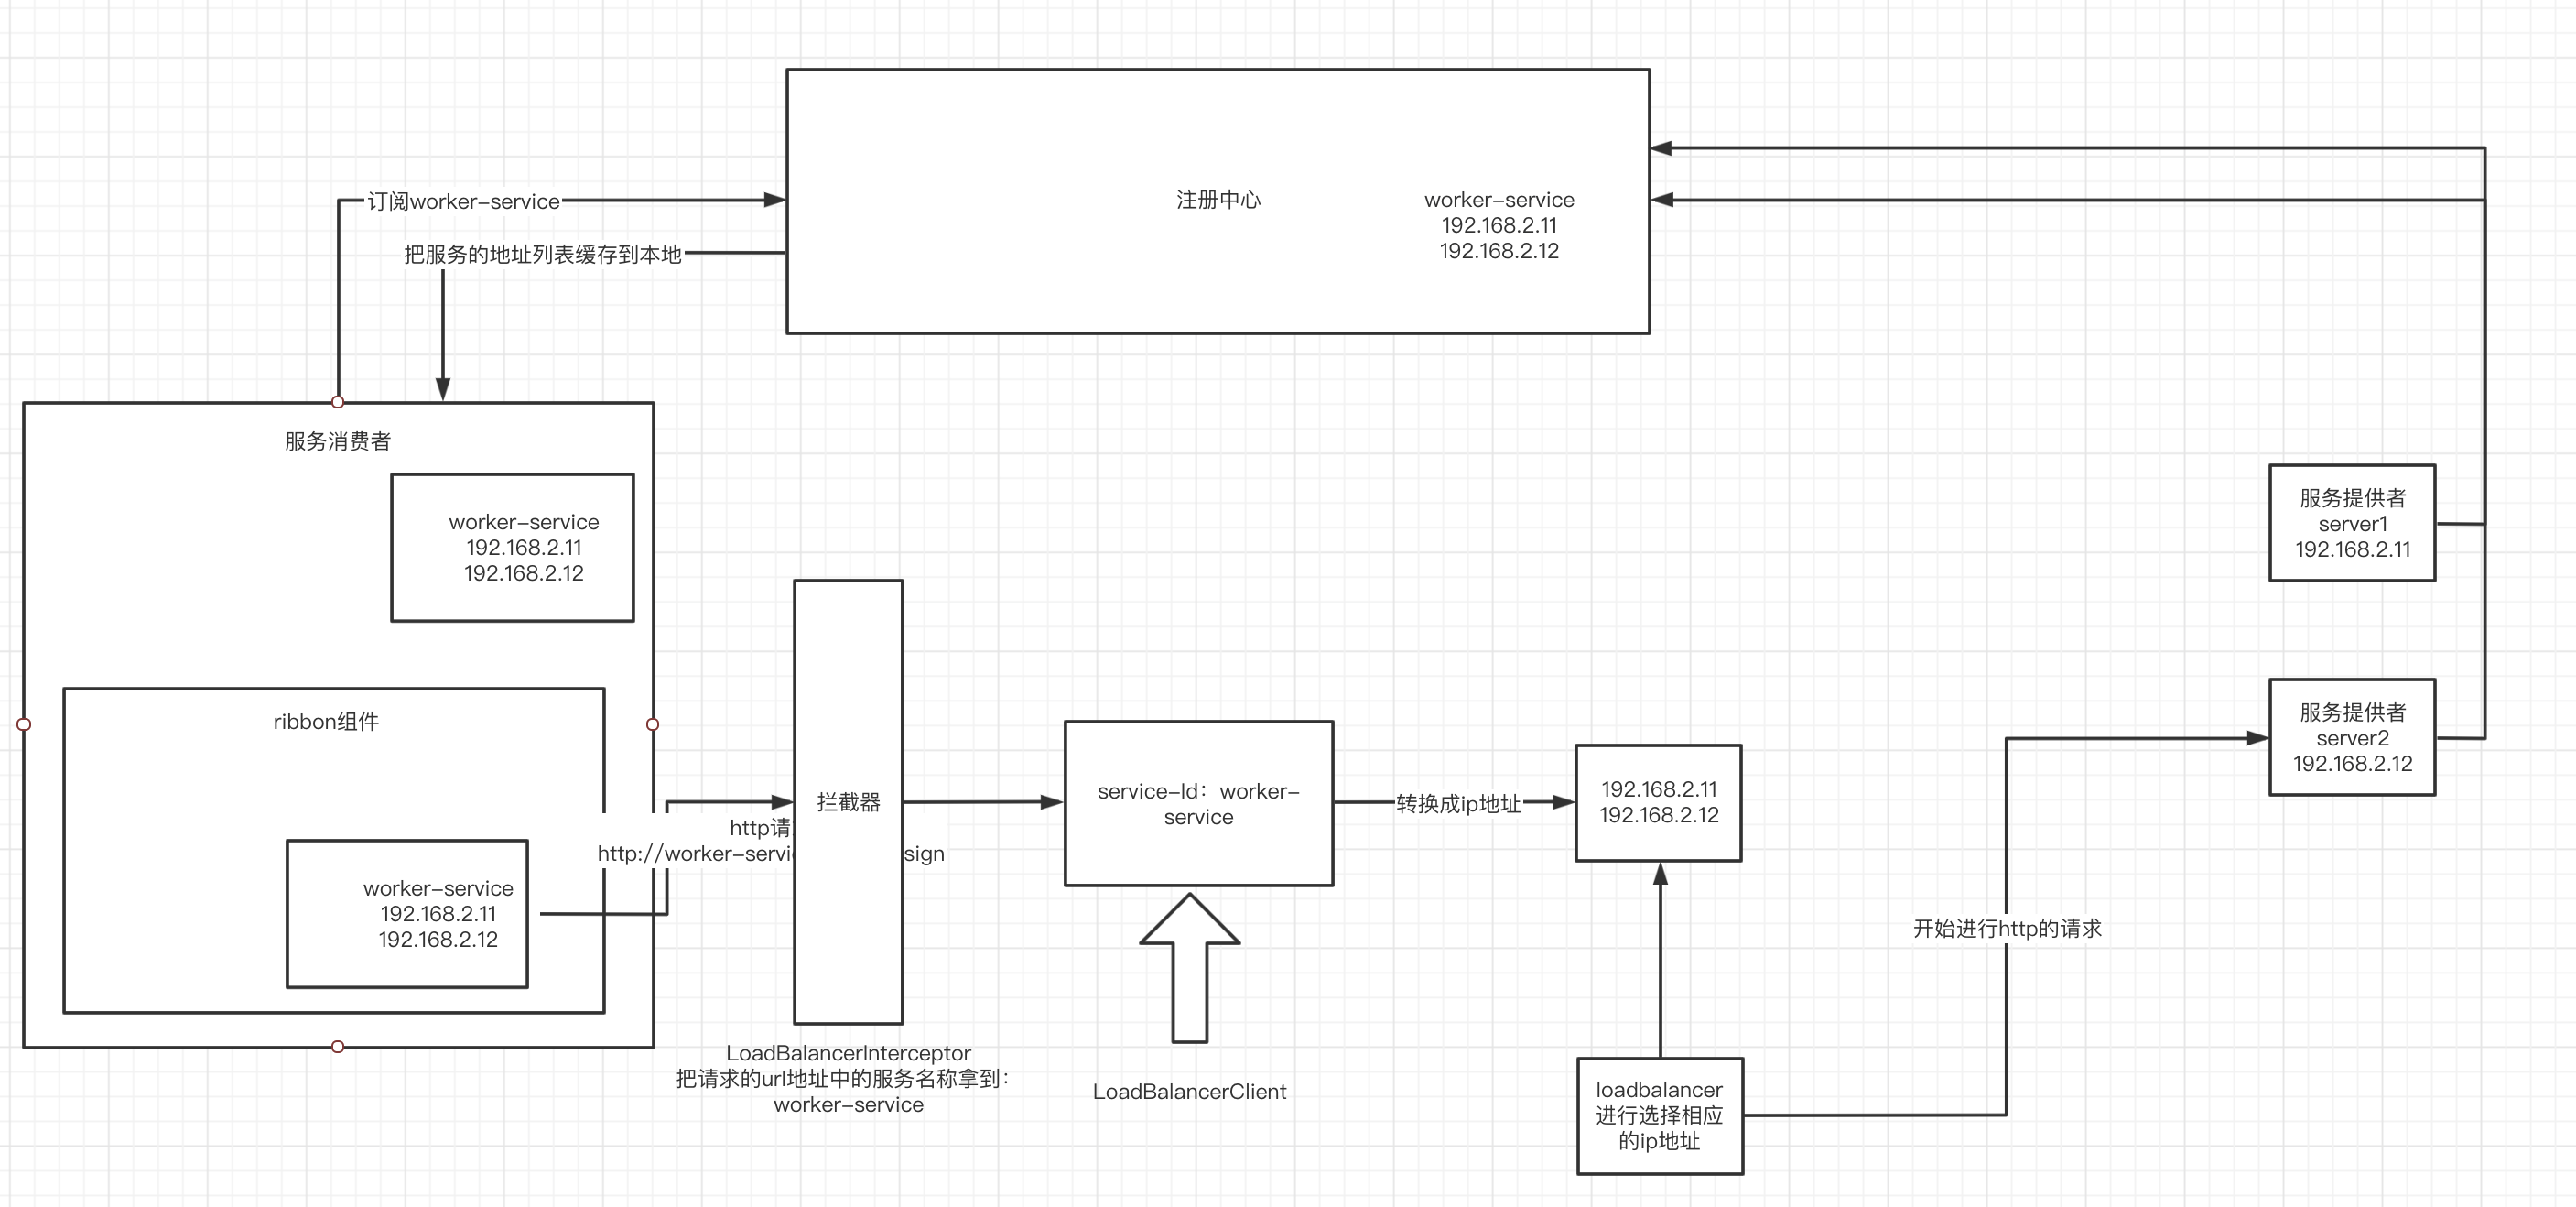 注册中心
worker-service
192.168.2.11
192.168.2.12
订阅worker-service
把服务的地址列表缓存到本地
服务消费者
worker-service
192.168.2.11
192.168.2.12
ribbon组件
worker-service
192.168.2.11
192.168.2.12
http请
http://worker-servic
sign
拦截器
LoadBalancerInterceptor
把请求的url地址中的服务名称拿到：
worker-service
service-Id：worker-
service
LoadBalancerClient
转换成ip地址
192.168.2.11
192.168.2.12
loadbalancer
进行选择相应
的ip地址
开始进行http的请求
服务提供者
server1
192.168.2.11
服务提供者
server2
192.168.2.12